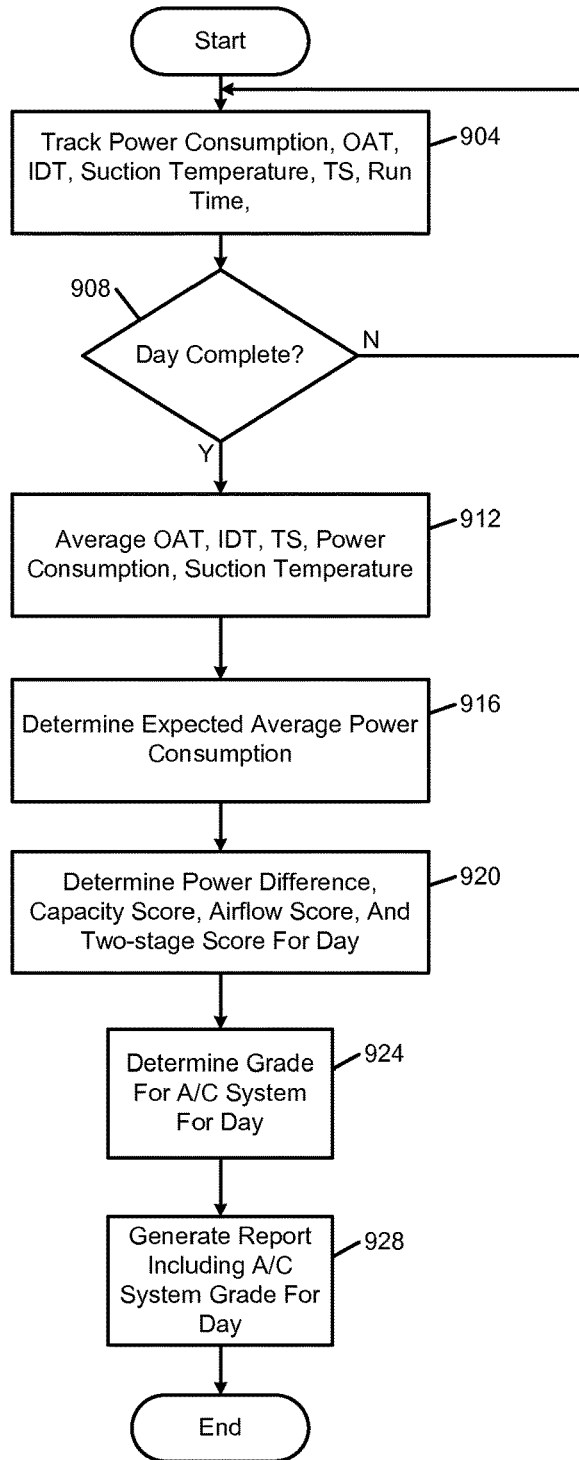 Start
Track Power Consumption, OAT,
IDT, Suction Temperature, TS, Run
Time,
904
908
Day Complete?
N
Y
Average OAT, IDT, TS, Power
Consumption, Suction Temperature
912
Determine Expected Average Power
Consumption
916
Determine Power Difference,
Capacity Score, Airflow Score, And
Two-stage Score For Day
920
Determine Grade
For A/C System
For Day
924
Generate Report
Including A/C
System Grade For
Day
928
End